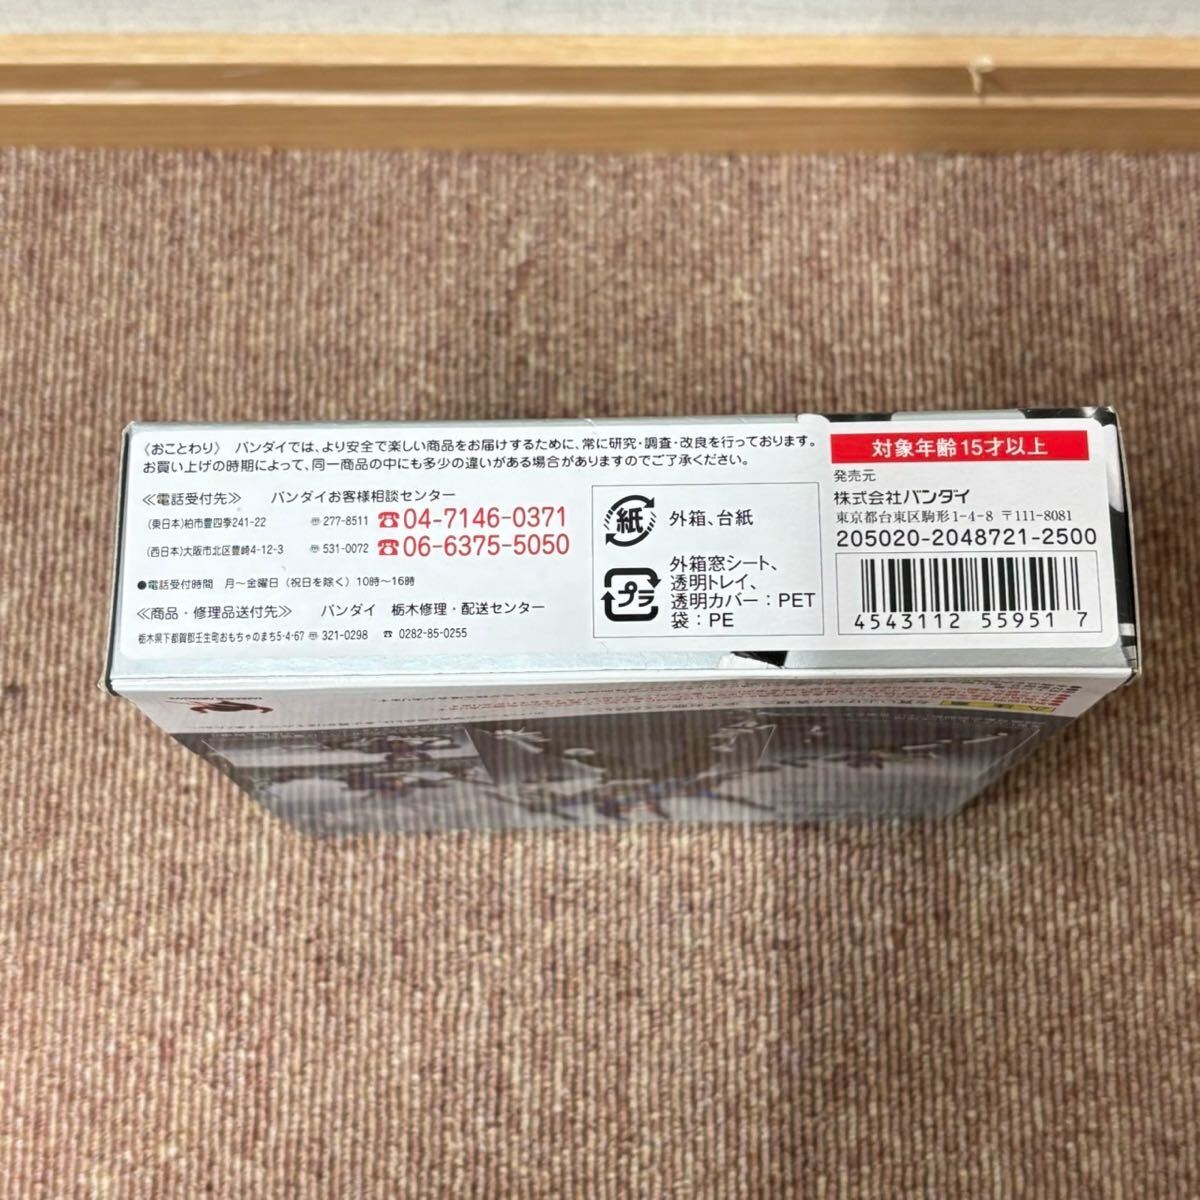 《おことわり》 バンダイでは、より安全で楽しい商品をお届けするために、常に研究・調査・改良を行っております。
お買い上げの時期によって、同一商品の中にも多少の違いがある場合がありますのでご了承ください。
≪電話受付先≫ バンダイお客様相談センター
(東日本)柏市豊四季241-22 〠277-8511 ☎04-7146-0371
(西日本)大阪市北区豊崎4-12-3 〠531-0072 ☎06-6375-5050
●電話受付時間 月〜金曜日(祝日を除く)10時〜16時
≪商品・修理品送付先≫ バンダイ 栃木修理・配送センター
栃木県下都賀郡壬生町おもちゃのまち5-4-67 〠321-0298 ☎ 0282-85-0255
紙 外箱、台紙
プラ 外箱窓シート、
透明トレイ、
透明カバー:PET
袋:PE
対象年齢15才以上
発売元
株式会社バンダイ
東京都台東区駒形1-4-8 〒111-8081
205020-2048721-2500
4543112 559517